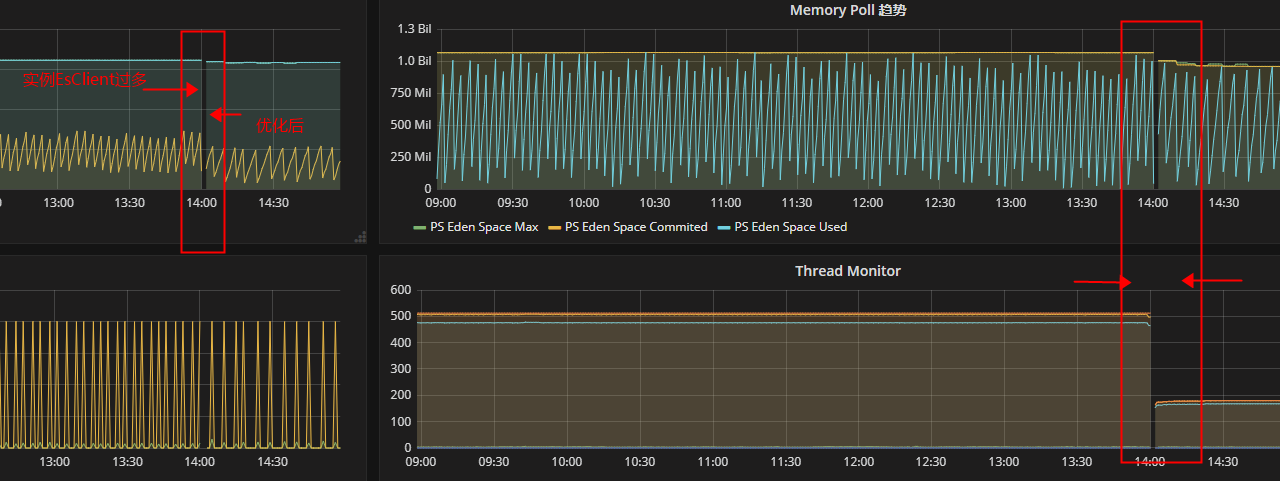 Memory Poll 趋势
实例EsClient过多
优化后
13:00 13:30 14:00 14:30
1.3 Bil
1.0 Bil
750 Mil
500 Mil
250 Mil
0
09:00 09:30 10:00 10:30 11:00 11:30 12:00 12:30 13:00 13:30 14:00 14:30
PS Eden Space Max PS Eden Space Commited PS Eden Space Used
Thread Monitor
600
500
400
300
200
100
0
13:00 13:30 14:00 14:30
09:00 09:30 10:00 10:30 11:00 11:30 12:00 12:30 13:00 13:30 14:00 14:30